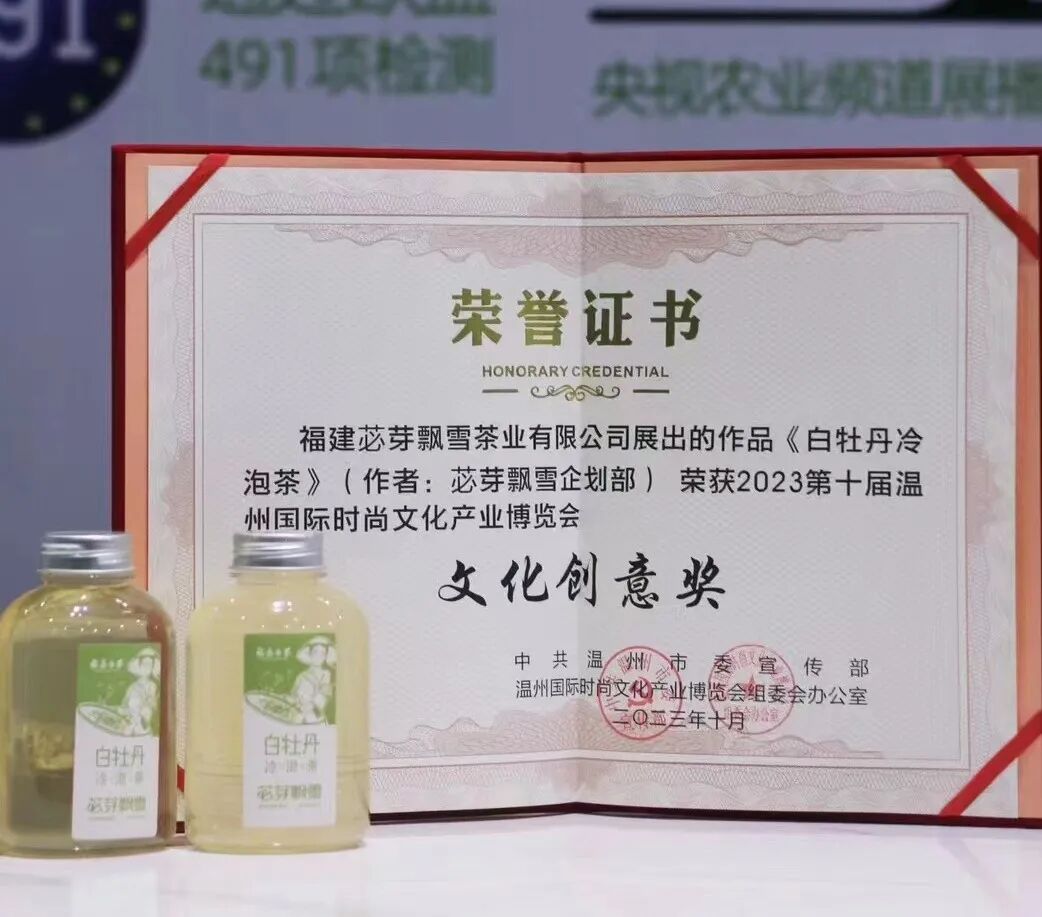 491项检测
央视农业频道展播
荣誉证书
HONORARY CREDENTIAL
福建苾芽飘雪茶业有限公司展出的作品《白牡丹冷
泡茶》（作者：苾芽飘雪企划部） 荣获2023第十届温
州国际时尚文化产业博览会
文化创意奖
中共温州市委宣传部
温州国际时尚文化产业博览会组委会办公室
二〇二三年十月
白牡丹
冷泡茶
苾芽飘雪
白牡丹
冷泡茶
苾芽飘雪